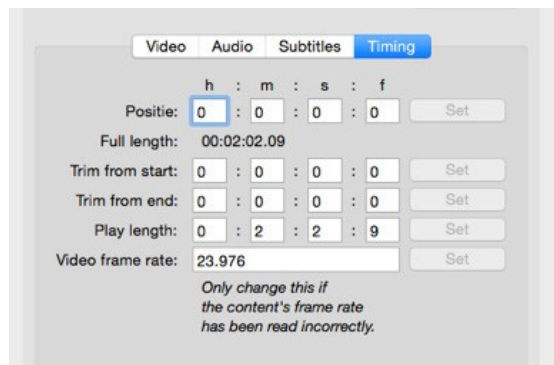 Video Audio Subtitles Timing
h : m : s : f
Positie: 0 : 0 : 0 : 0 Set
Full length: 00:02:02.09
Trim from start: 0 : 0 : 0 : 0 Set
Trim from end: 0 : 0 : 0 : 0 Set
Play length: 0 : 2 : 2 : 9 Set
Video frame rate: 23.976 Set
Only change this if
the content's frame rate
has been read incorrectly.